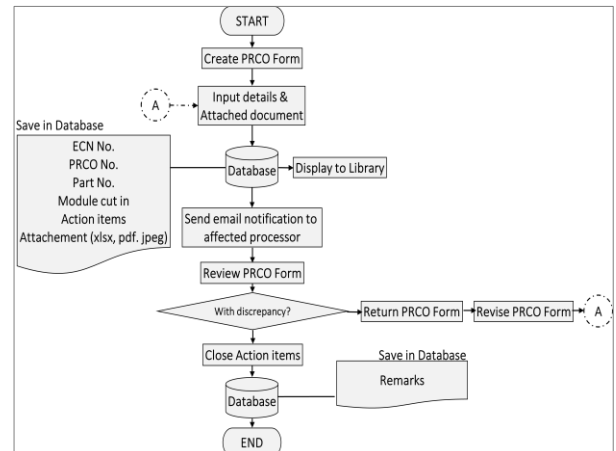 START
Create PRCO Form
A
Input details &
Attached document
Save in Database
ECN No.
PRCO No.
Part No.
Module cut in
Action items
Attachement (xlsx, pdf. jpeg)
Database
Display to Library
Send email notification to
affected processor
Review PRCO Form
With discrepancy?
Return PRCO Form
Revise PRCO Form
A
Close Action items
Save in Database
Remarks
Database
END